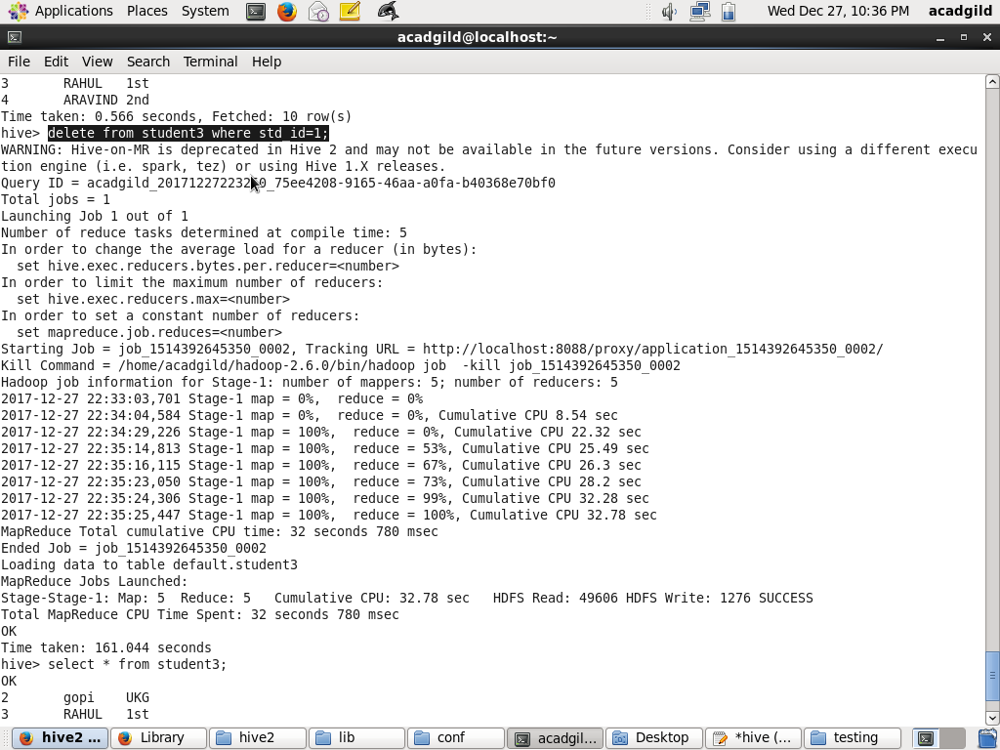 Applications Places System Wed Dec 27, 10:36 PM acadgild
acadgild@localhost:~
File Edit View Search Terminal Help
3 RAHUL 1st
4 ARAVIND 2nd
Time taken: 0.566 seconds, Fetched: 10 row(s)
hive> delete from student3 where std_id=1;
WARNING: Hive-on-MR is deprecated in Hive 2 and may not be available in the future versions. Consider using a different execu
tion engine (i.e. spark, tez) or using Hive 1.X releases.
Query ID = 
Total jobs = 1
Launching Job 1 out of 1
Number of reduce tasks determined at compile time: 5
In order to change the average load for a reducer (in bytes):
  set hive.exec.reducers.bytes.per.reducer=<number>
In order to limit the maximum number of reducers:
  set hive.exec.reducers.max=<number>
In order to set a constant number of reducers:
  set mapreduce.job.reduces=<number>
Starting Job = job_1514392645350_0002, Tracking URL = http://localhost:8088/proxy/application_1514392645350_0002/
Kill Command = /home/acadgild/hadoop-2.6.0/bin/hadoop job  -kill job_1514392645350_0002
Hadoop job information for Stage-1: number of mappers: 5; number of reducers: 5
2017-12-27 22:33:03,701 Stage-1 map = 0%,  reduce = 0%
2017-12-27 22:34:04,584 Stage-1 map = 0%,  reduce = 0%, Cumulative CPU 8.54 sec
2017-12-27 22:34:29,226 Stage-1 map = 100%,  reduce = 0%, Cumulative CPU 22.32 sec
2017-12-27 22:35:14,813 Stage-1 map = 100%,  reduce = 53%, Cumulative CPU 25.49 sec
2017-12-27 22:35:16,115 Stage-1 map = 100%,  reduce = 67%, Cumulative CPU 26.3 sec
2017-12-27 22:35:23,050 Stage-1 map = 100%,  reduce = 73%, Cumulative CPU 28.2 sec
2017-12-27 22:35:24,306 Stage-1 map = 100%,  reduce = 99%, Cumulative CPU 32.28 sec
2017-12-27 22:35:25,447 Stage-1 map = 100%,  reduce = 100%, Cumulative CPU 32.78 sec
MapReduce Total cumulative CPU time: 32 seconds 780 msec
Ended Job = job_1514392645350_0002
Loading data to table default.student3
MapReduce Jobs Launched:
Stage-Stage-1: Map: 5  Reduce: 5   Cumulative CPU: 32.78 sec   HDFS Read: 49606 HDFS Write: 1276 SUCCESS
Total MapReduce CPU Time Spent: 32 seconds 780 msec
OK
Time taken: 161.044 seconds
hive> select * from student3;
OK
2 gopi UKG
3 RAHUL 1st
hive2 ... Library hive2 lib conf acadgil... Desktop *hive (... testing